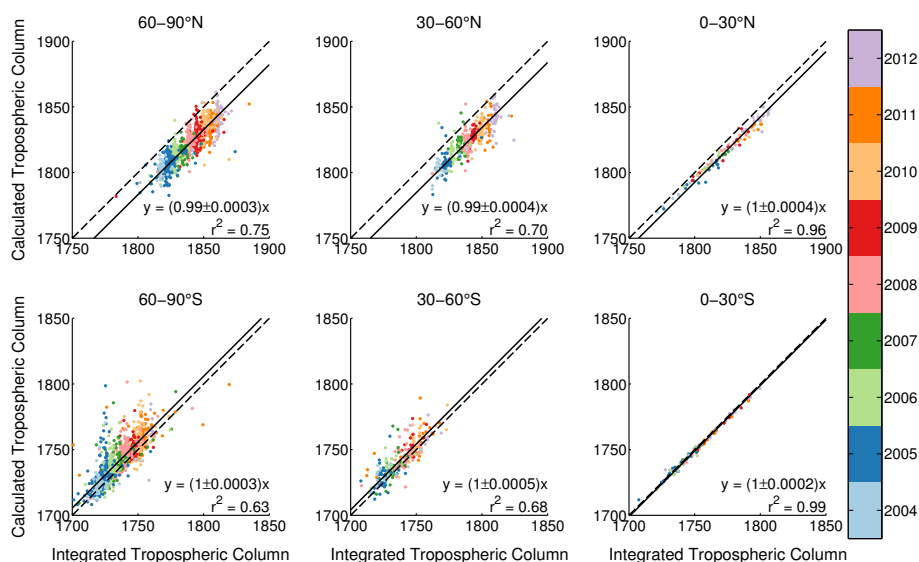 60−90°N
Calculated Tropospheric Column
1900
1850
1800
1750
1750 1800 1850 1900
y = (0.99±0.0003)x
r² = 0.75
30−60°N
1900
1850
1800
1750
1750 1800 1850 1900
y = (0.99±0.0004)x
r² = 0.70
0−30°N
1900
1850
1800
1750
1750 1800 1850 1900
y = (1±0.0004)x
r² = 0.96
60−90°S
Calculated Tropospheric Column
1850
1800
1750
1700
1700 1750 1800 1850
y = (1±0.0003)x
r² = 0.63
Integrated Tropospheric Column
30−60°S
1850
1800
1750
1700
1700 1750 1800 1850
y = (1±0.0005)x
r² = 0.68
Integrated Tropospheric Column
0−30°S
1850
1800
1750
1700
1700 1750 1800 1850
y = (1±0.0002)x
r² = 0.99
Integrated Tropospheric Column
2012
2011
2010
2009
2008
2007
2006
2005
2004